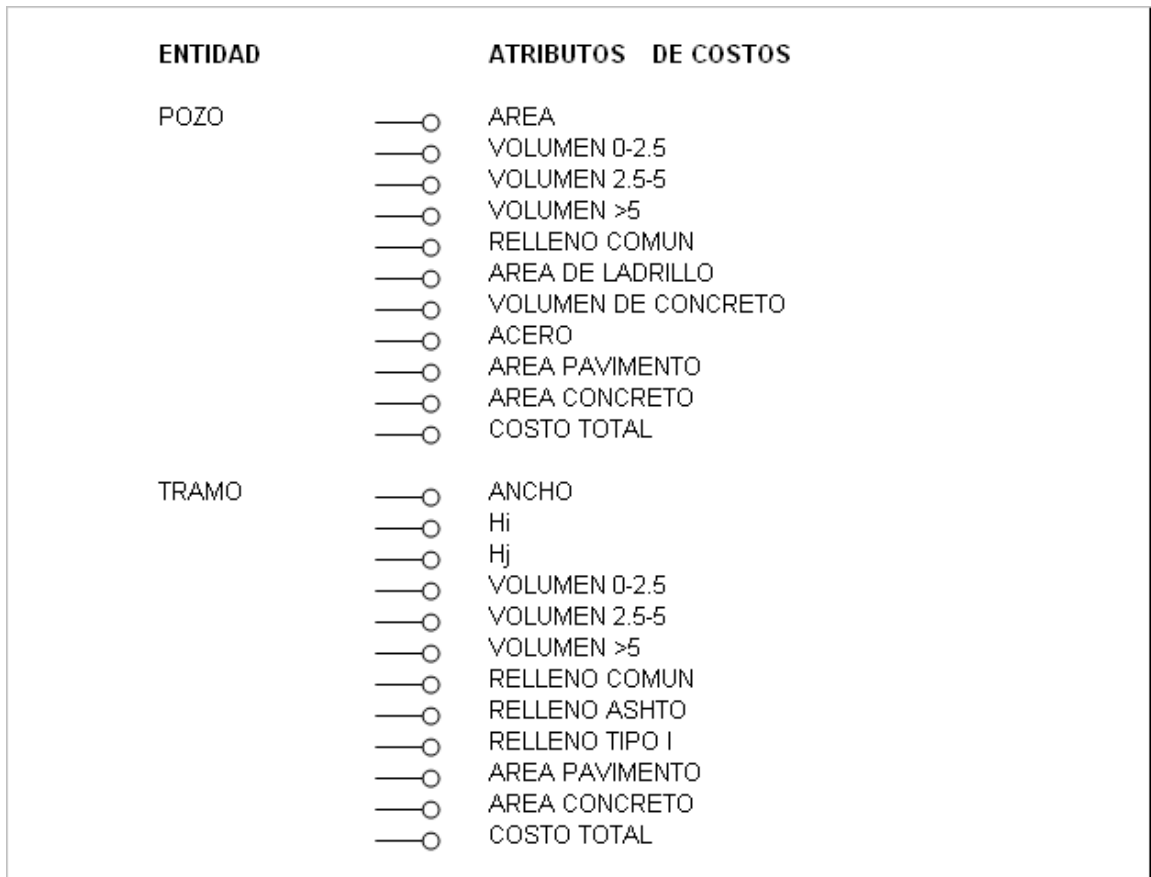 ENTIDAD ATRIBUTOS DE COSTOS
POZO AREA
VOLUMEN 0-2.5
VOLUMEN 2.5-5
VOLUMEN >5
RELLENO COMUN
AREA DE LADRILLO
VOLUMEN DE CONCRETO
ACERO
AREA PAVIMENTO
AREA CONCRETO
COSTO TOTAL
TRAMO ANCHO
Hi
Hj
VOLUMEN 0-2.5
VOLUMEN 2.5-5
VOLUMEN >5
RELLENO COMUN
RELLENO ASHTO
RELLENO TIPO I
AREA PAVIMENTO
AREA CONCRETO
COSTO TOTAL